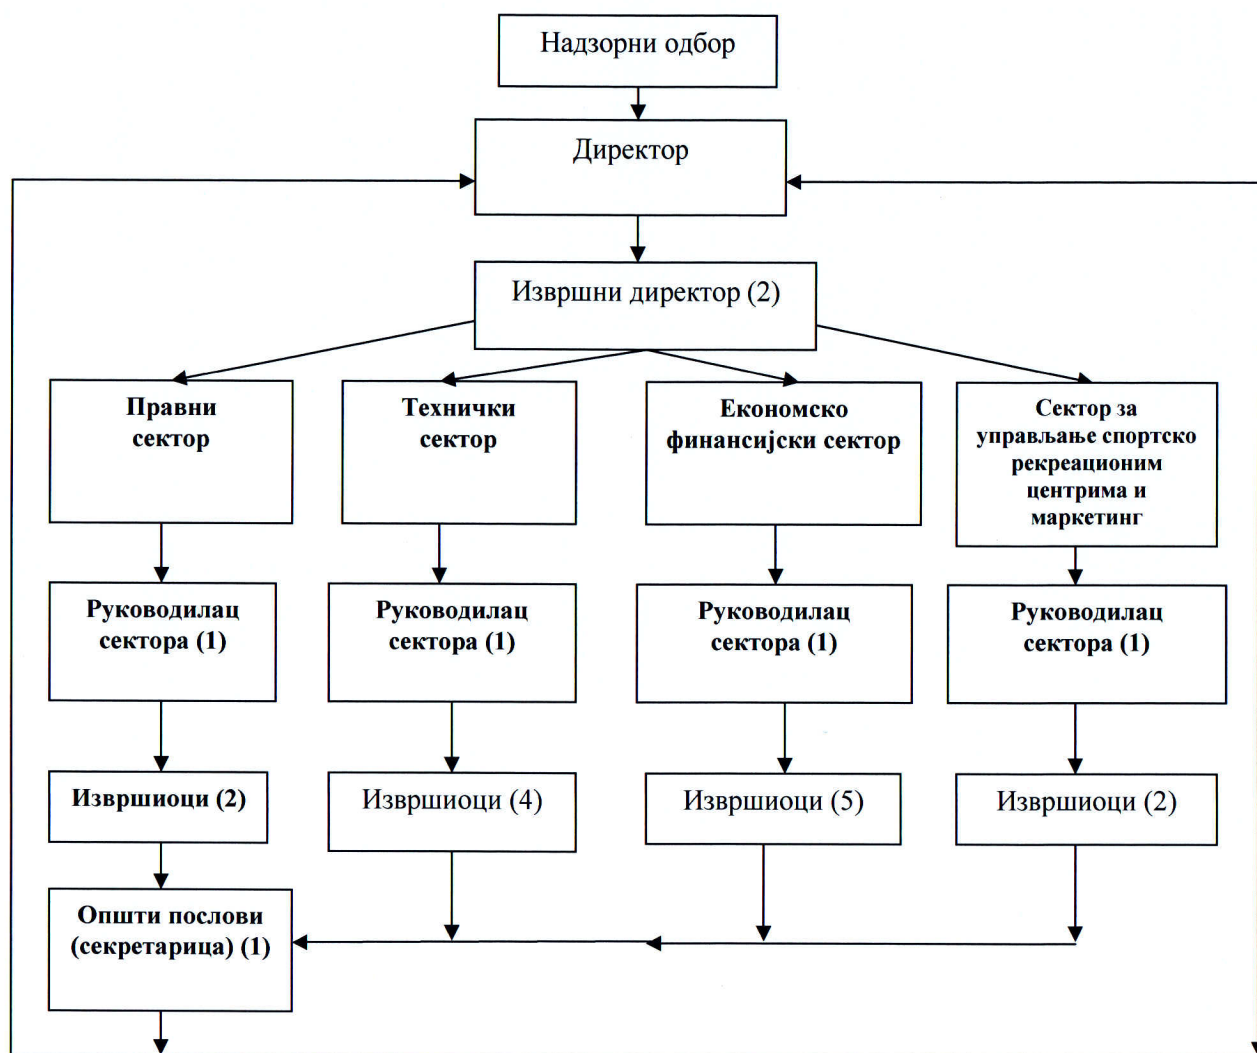 Надзорни одбор
Директор
Извршни директор (2)
Правни
сектор
Технички
сектор
Економско
финансијски сектор
Сектор за
управљање спортско
рекреационим
центрима и
маркетинг
Руководилац
сектора (1)
Руководилац
сектора (1)
Руководилац
сектора (1)
Руководилац
сектора (1)
Извршиоци (2)
Извршиоци (4)
Извршиоци (5)
Извршиоци (2)
Општи послови
(секретарица) (1)